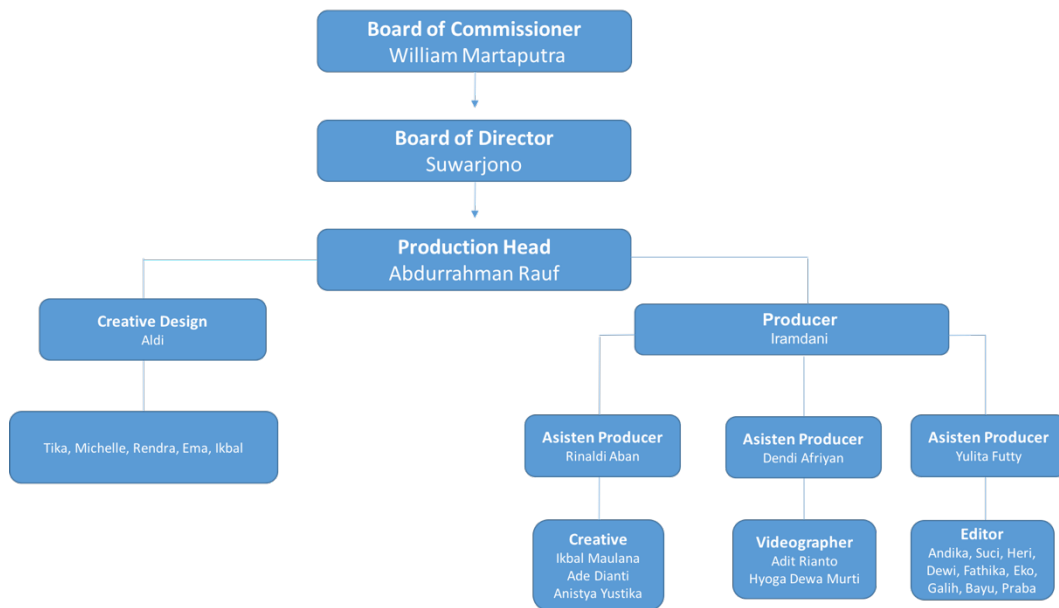 Board of Commissioner
William Martaputra
Board of Director
Suwarjono
Production Head
Abdurrahman Rauf
Creative Design
Aldi
Tika, Michelle, Rendra, Ema, Ikbal
Producer
Iramdani
Asisten Producer
Rinaldi Aban
Asisten Producer
Dendi Afriyan
Asisten Producer
Yulita Futty
Creative
Ikbal Maulana
Ade Dianti
Anistya Yustika
Videographer
Adit Rianto
Hyoga Dewa Murti
Editor
Andika, Suci, Heri,
Dewi, Fathika, Eko,
Galih, Bayu, Praba